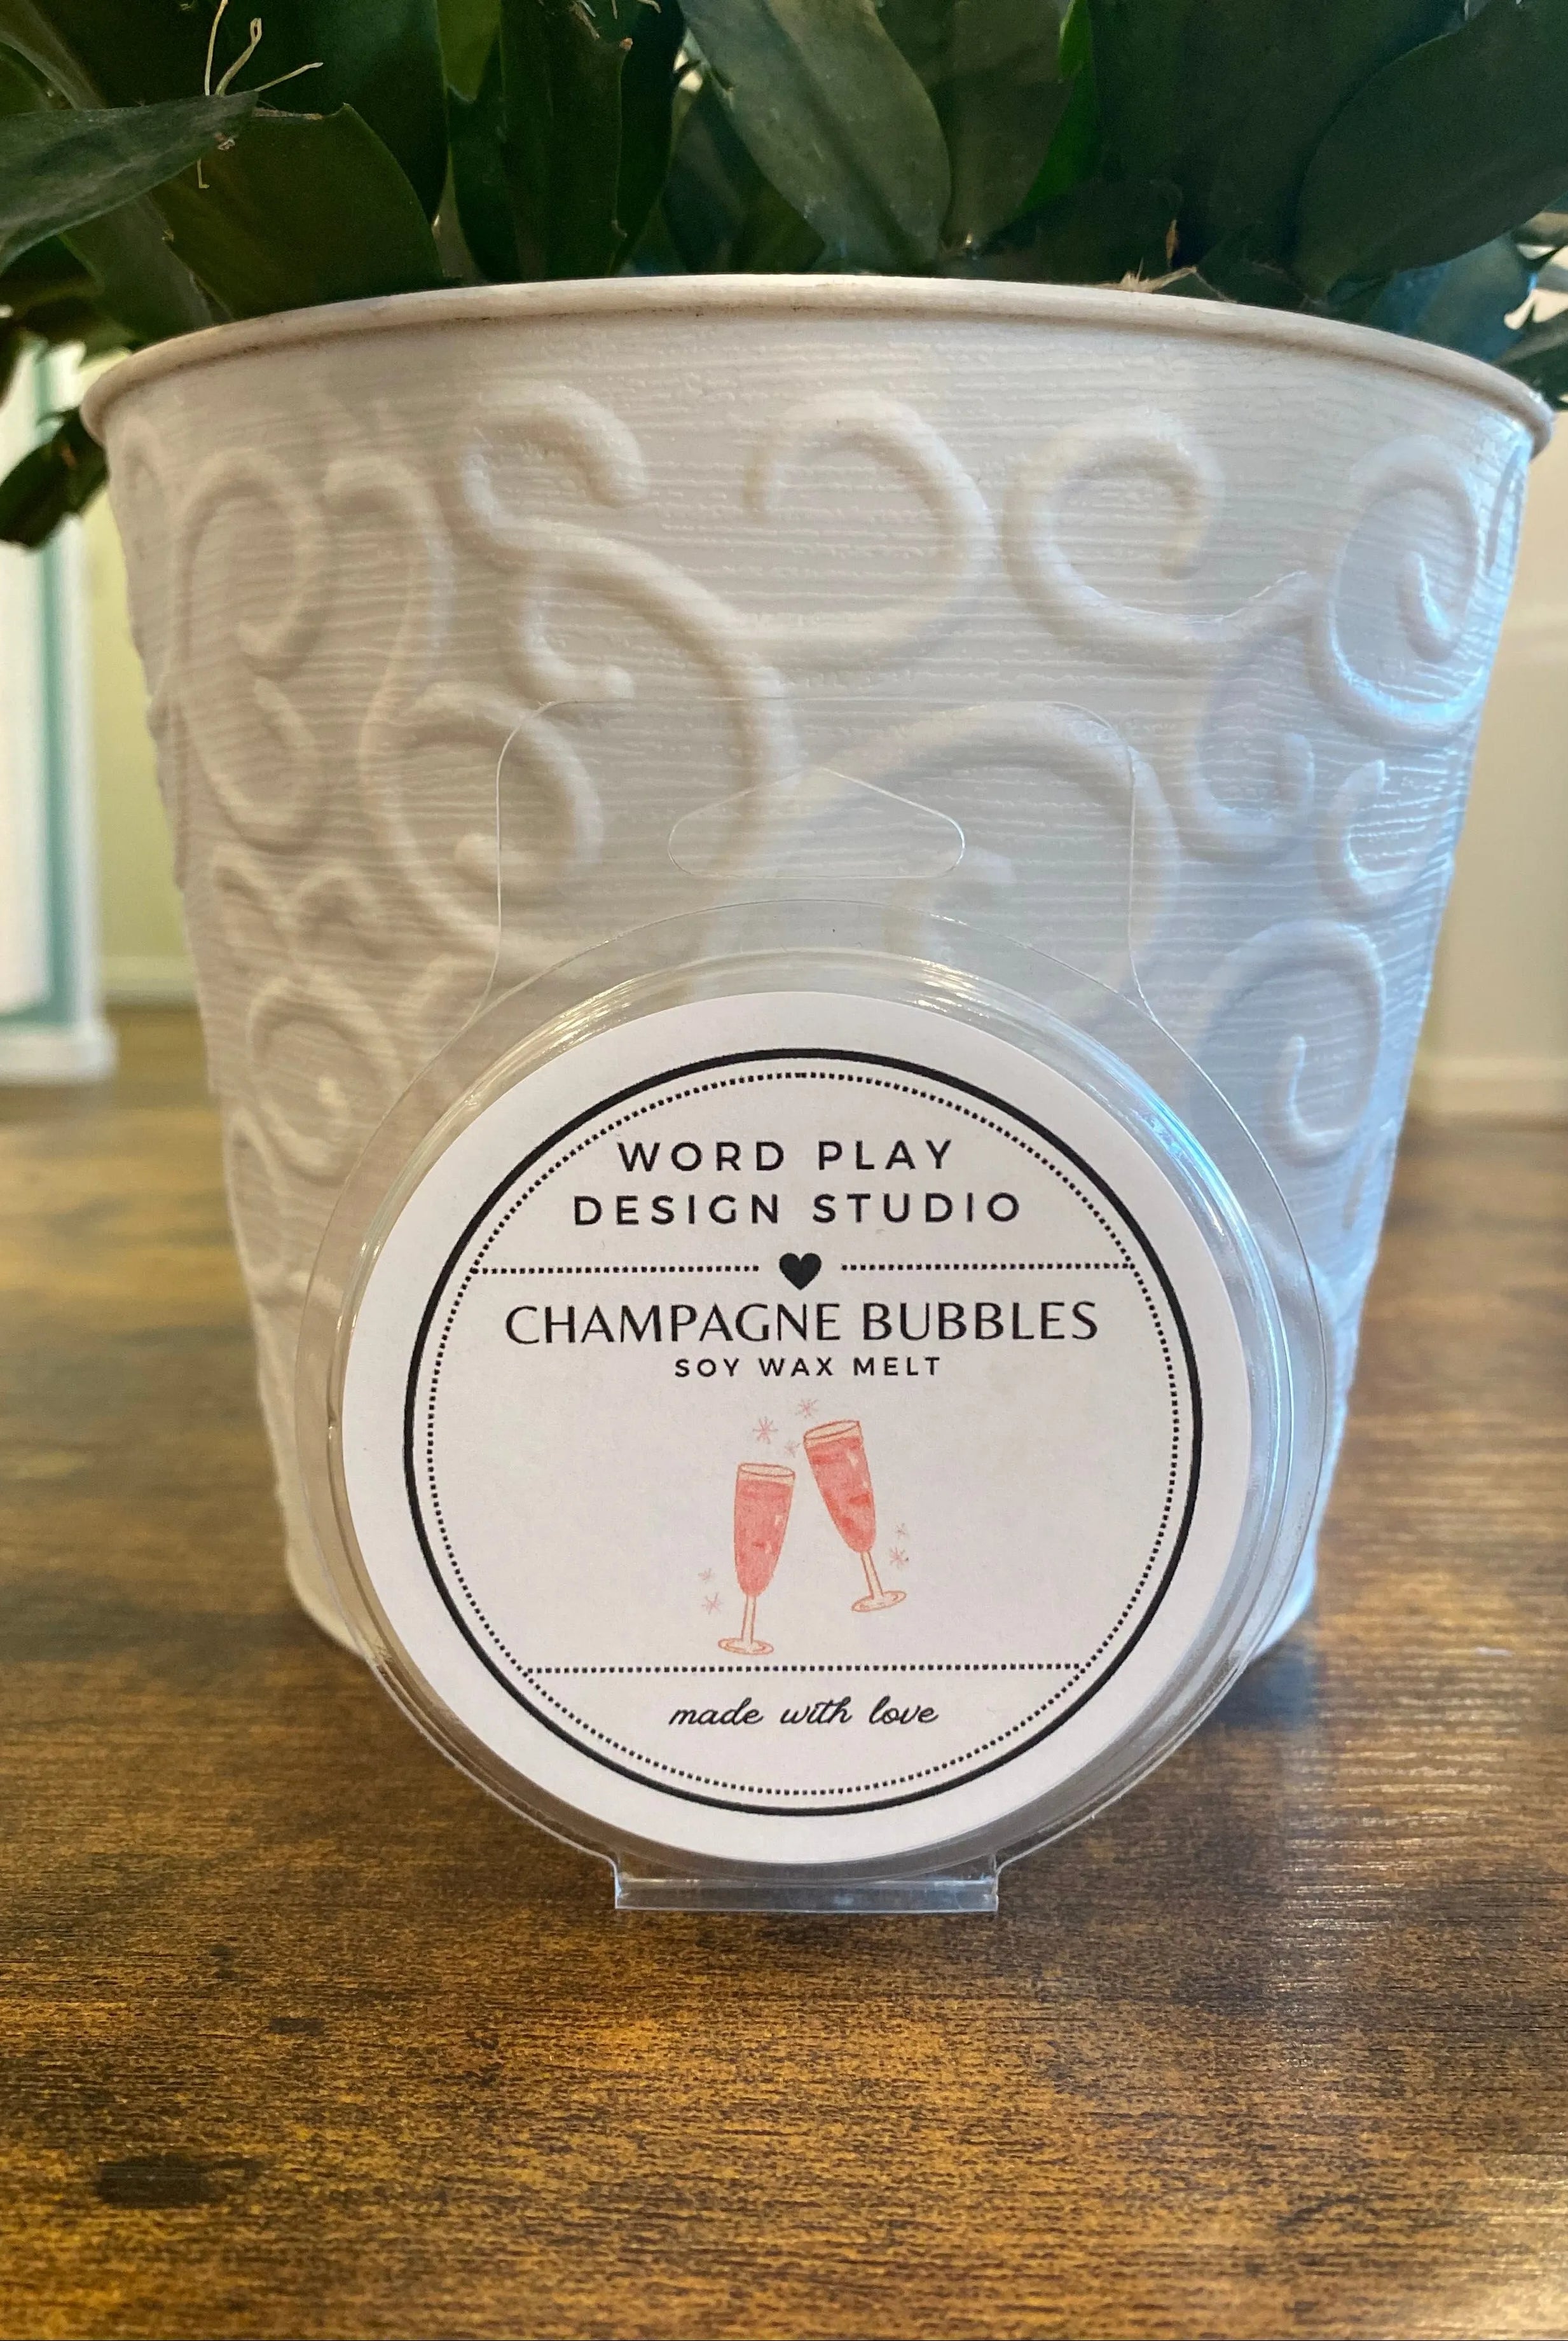 WORD PLAY
DESIGN STUDIO
CHAMPAGNE BUBBLES
SOY WAX MELT
made with love